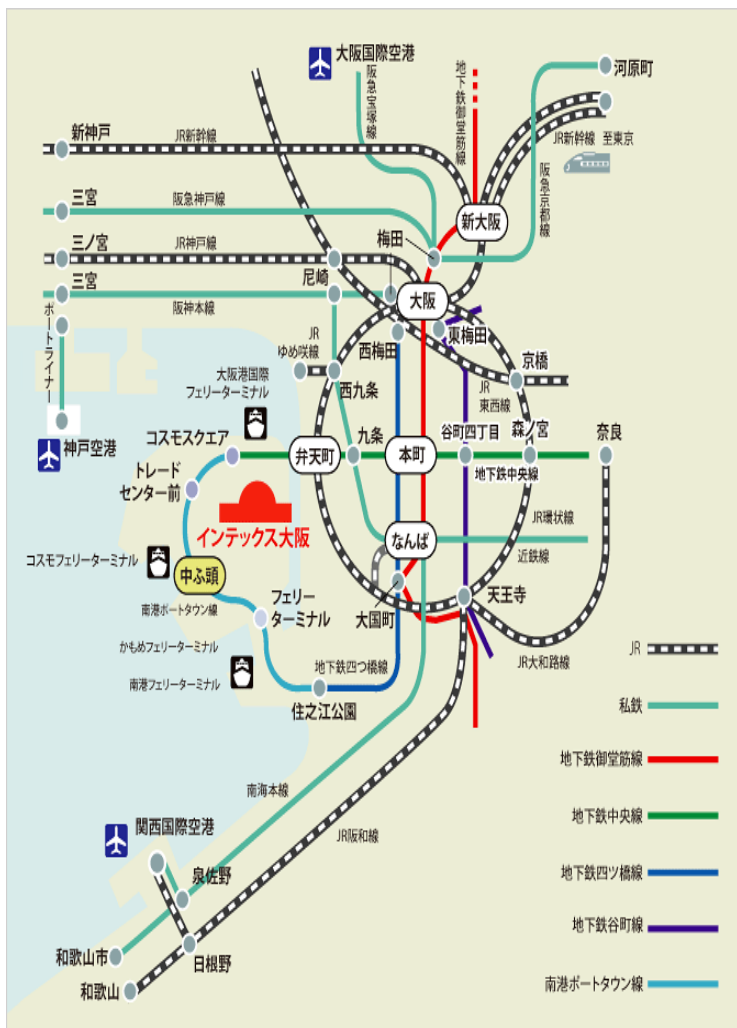 大阪国際空港
阪急宝塚線
地下鉄御堂筋線
河原町
新神戸
JR新幹線
JR新幹線 至東京
三宮
阪急神戸線
阪急京都線
新大阪
梅田
三ノ宮
JR神戸線
三宮
尼崎
大阪
阪神本線
ポートライナー
JR
ゆめ咲線
西梅田
東梅田
京橋
大阪港国際
フェリーターミナル
西九条
JR
東西線
神戸空港
コスモスクエア
弁天町
九条
本町
谷町四丁目
森ノ宮
奈良
地下鉄中央線
トレード
センター前
インテックス大阪
JR環状線
なんば
近鉄線
コスモフェリーターミナル
中ふ頭
フェリー
ターミナル
大国町
天王寺
南港ポートタウン線
かもめフェリーターミナル
地下鉄四つ橋線
JR大和路線
南港フェリーターミナル
住之江公園
JR
私鉄
地下鉄御堂筋線
南海本線
地下鉄中央線
関西国際空港
JR阪和線
泉佐野
地下鉄四ツ橋線
地下鉄谷町線
和歌山市
日根野
和歌山
南港ポートタウン線